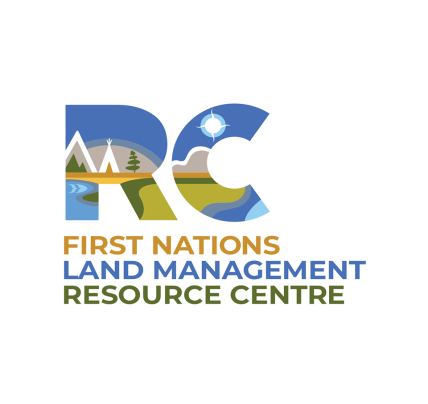 RC
FIRST NATIONS
LAND MANAGEMENT
RESOURCE CENTRE